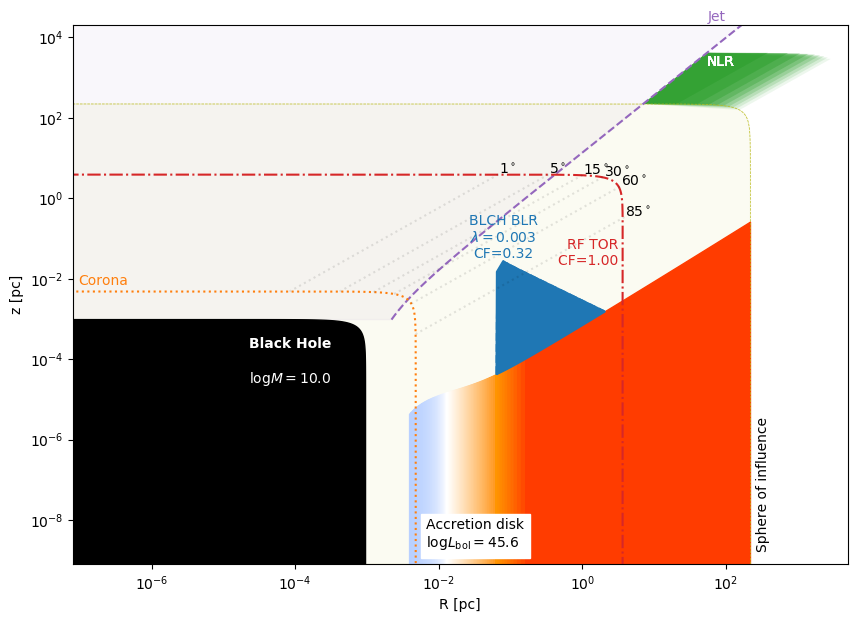 Jet
NLR
10^4
10^2
10^0
10^-2
10^-4
10^-6
10^-8
z [pc]
1°
5°
15°
30°
60°
85°
BLCH BLR
λ = 0.003
CF=0.32
RF TOR
CF=1.00
Corona
Black Hole
logM = 10.0
Accretion disk
logL_bol = 45.6
Sphere of influence
10^-6
10^-4
10^-2
10^0
10^2
R [pc]